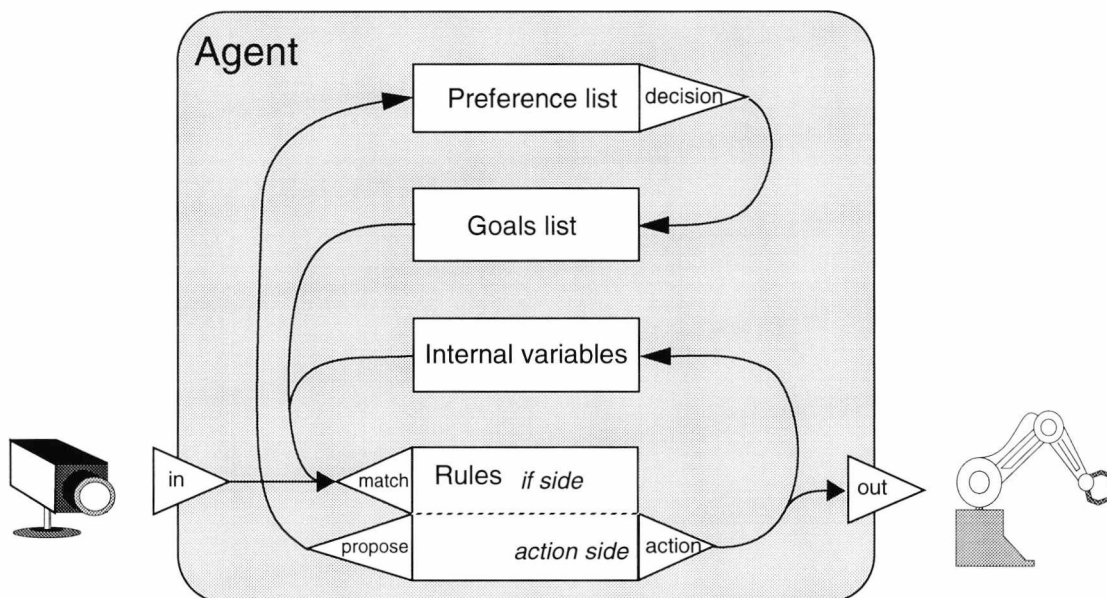 Agent
Preference list decision
Goals list
Internal variables
in match Rules if side out
propose action side action